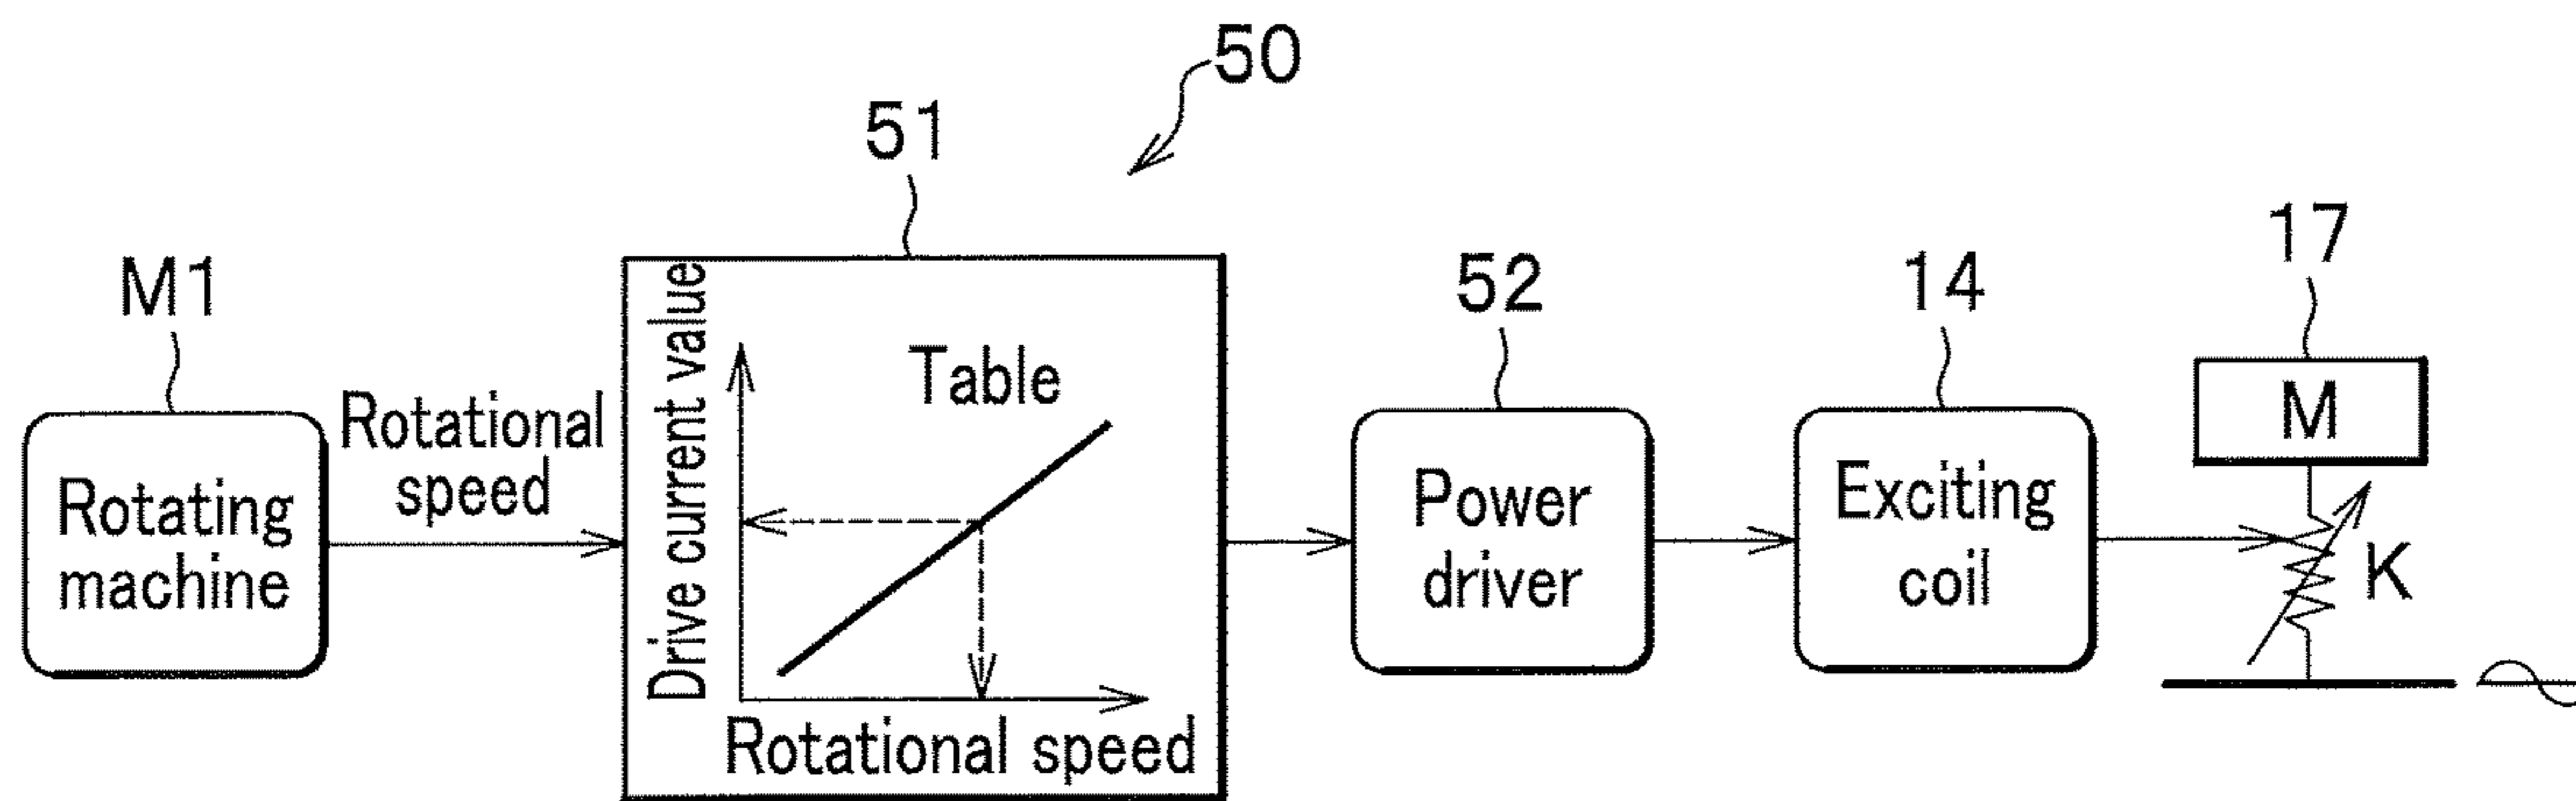 50
51
M1
Rotating
machine
Rotational
speed
Drive current value
Table
Rotational speed
52
Power
driver
14
Exciting
coil
17
M
K